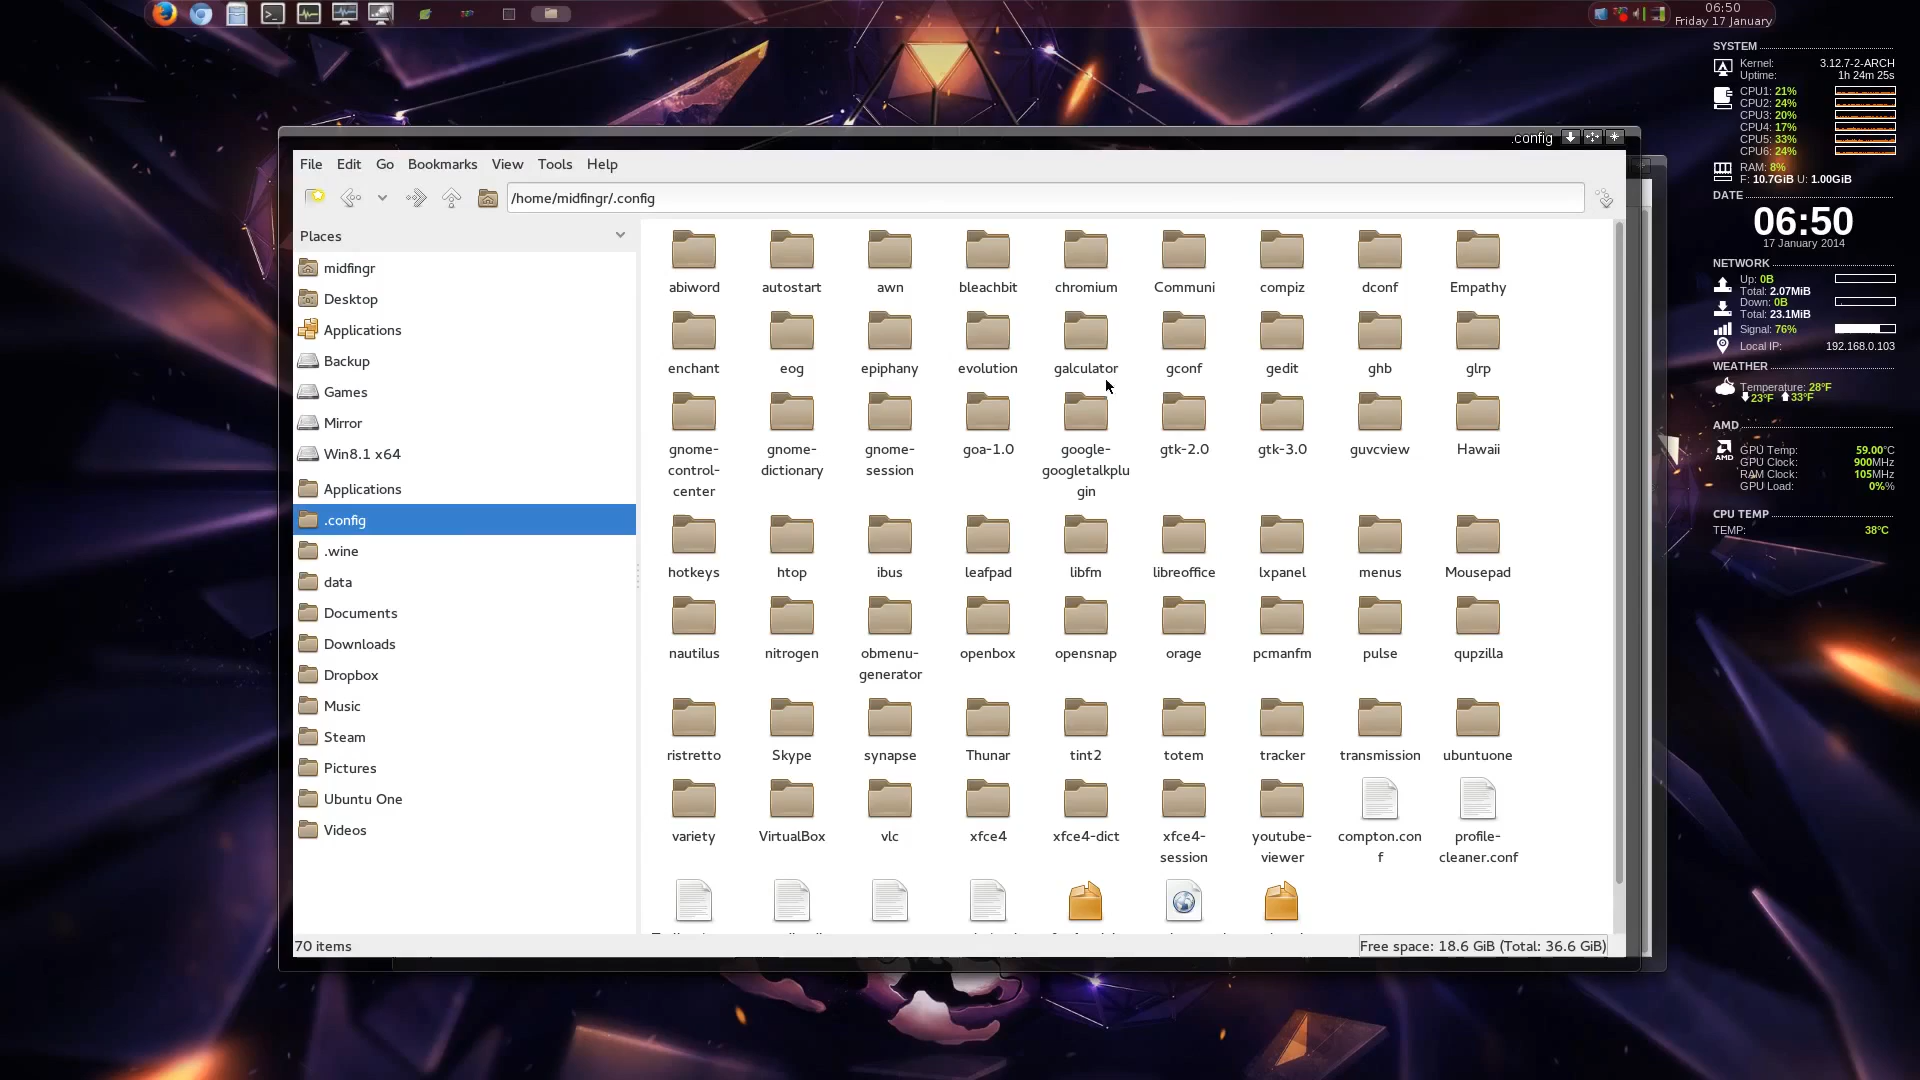 06:50
Friday 17 January
SYSTEM
Kernel: 3.12.7-2-ARCH
Uptime: 1h 24m 25s
CPU1: 21%
CPU2: 24%
CPU3: 20%
CPU4: 17%
CPU5: 33%
CPU6: 24%
RAM: 8%
F: 10.7GiB U: 1.00GiB
DATE
06:50
17 January 2014
NETWORK
Up: 0B
Total: 2.07MiB
Down: 0B
Total: 23.1MiB
Signal: 76%
Local IP: 192.168.0.103
WEATHER
Temperature: 28°F
23°F 33°F
AMD
AMD
GPU Temp: 59.00°C
GPU Clock: 900MHz
RAM Clock: 105MHz
GPU Load: 0%%
CPU TEMP
TEMP: 38°C
.config
File Edit Go Bookmarks View Tools Help
/home/midfingr/.config
Places
midfingr
Desktop
Applications
Backup
Games
Mirror
Win8.1 x64
Applications
.config
.wine
data
Documents
Downloads
Dropbox
Music
Steam
Pictures
Ubuntu One
Videos
abiword autostart awn bleachbit chromium Communi compiz dconf Empathy
enchant eog epiphany evolution galculator gconf gedit ghb glrp
gnome- gnome- gnome- goa-1.0 google- gtk-2.0 gtk-3.0 guvcview Hawaii
control- dictionary session googletalkplu
center gin
hotkeys htop ibus leafpad libfm libreoffice lxpanel menus Mousepad
nautilus nitrogen obmenu- openbox opensnap orage pcmanfm pulse qupzilla
generator
ristretto Skype synapse Thunar tint2 totem tracker transmission ubuntuone
variety VirtualBox vlc xfce4 xfce4-dict xfce4- youtube- compton.con profile-
session viewer f cleaner.conf
70 items
Free space: 18.6 GiB (Total: 36.6 GiB)